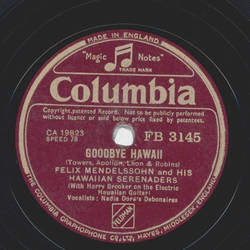 MADE IN ENGLAND
"Magic Notes"
TRADE MARK
Columbia
Copyright, patented Record. Not to be publicly performed
without licence or sold below price fixed by patentees.
CA 19823
SPEED 78
FB 3145
GOODBYE HAWAII
(Towers, Apollon, Leon & Robins)
FELIX MENDELSSOHN and HIS
HAWAIIAN SERENADERS
(With Harry Brooker on the Electric
Hawaiian Guitar)
Vocalists: Nadia Dora's Debonaires
FELDMAN
COLUMBIA GRAPHOPHONE CO. LTD., HAYES, MIDDLESEX, ENGLAND